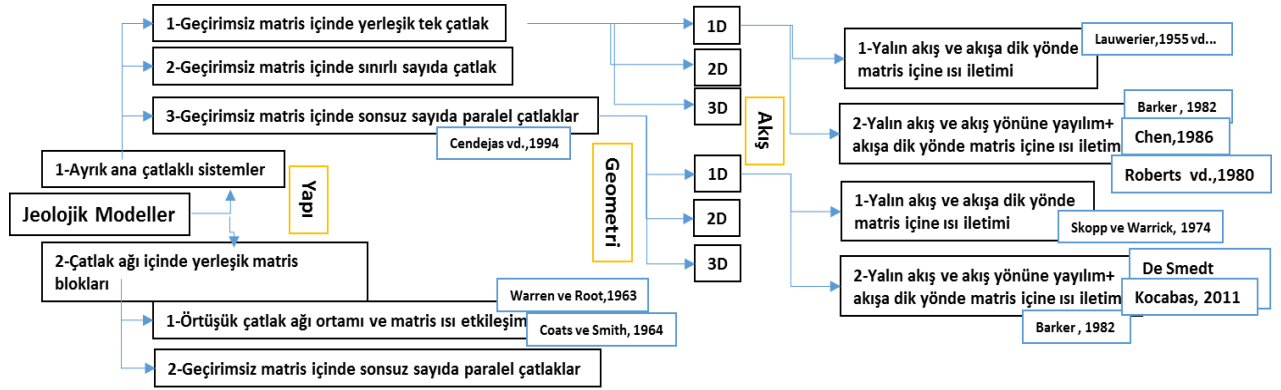 1-Geçirimsiz matris içinde yerleşik tek çatlak
2-Geçirimsiz matris içinde sınırlı sayıda çatlak
3-Geçirimsiz matris içinde sonsuz sayıda paralel çatlaklar
Cendejas vd.,1994
1-Ayrık ana çatlaklı sistemler
Jeolojik Modeller
Yapı
2-Çatlak ağı içinde yerleşik matris
blokları
Warren ve Root,1963
1-Örtüşük çatlak ağı ortamı ve matris ısı etkileşim
Coats ve Smith, 1964
2-Geçirimsiz matris içinde sonsuz sayıda paralel çatlaklar
Geometri
1D
2D
3D
1D
2D
3D
Akış
1-Yalın akış ve akışa dik yönde
matris içine ısı iletimi
Lauwerier,1955 vd...
2-Yalın akış ve akış yönüne yayılım+
akışa dik yönde matris içine ısı iletim
Barker , 1982
Chen,1986
Roberts vd.,1980
1-Yalın akış ve akışa dik yönde
matris içine ısı iletimi
Skopp ve Warrick, 1974
2-Yalın akış ve akış yönüne yayılım+
akışa dik yönde matris içine ısı iletim
De Smedt
Kocabas, 2011
Barker , 1982